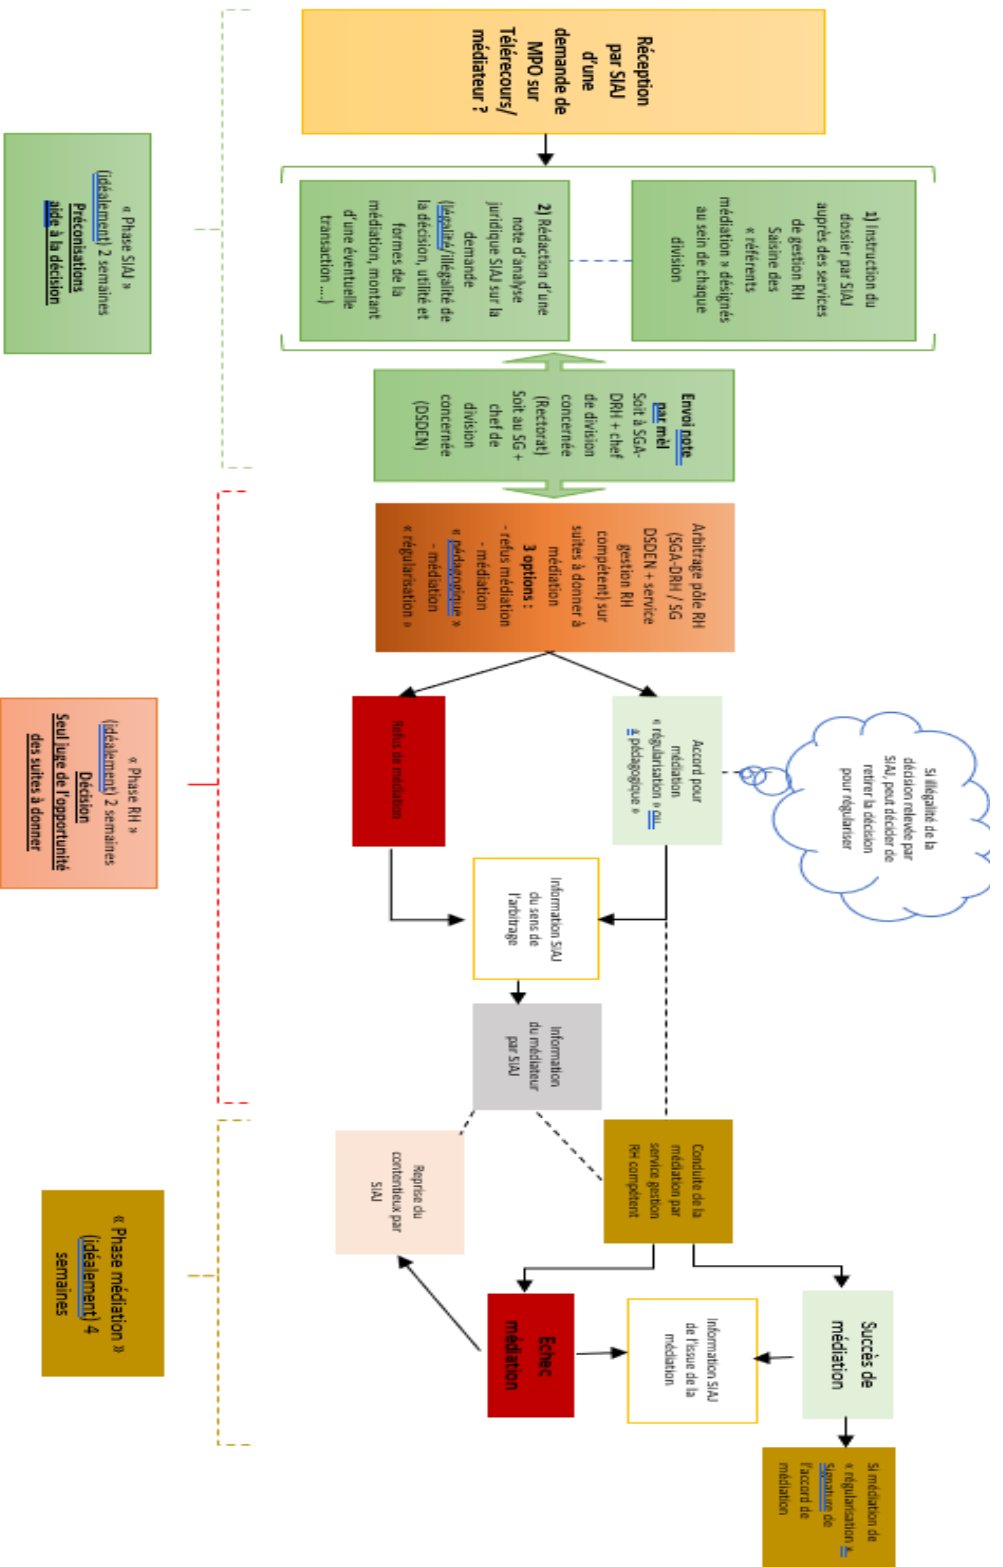 Réception
par SIAJ
d'une
demande de
MPO sur
Télérecours/
médiateur ?
1) Instruction du
dossier par SIAJ
auprès des services
de gestion RH
Saisine des
« référents
médiation » désignés
au sein de chaque
division
2) Rédaction d'une
note d'analyse
juridique SIAJ sur la
demande
(légalité/illégalité de
la décision, utilité et
formes de la
médiation, montant
d'une éventuelle
transaction ....)
Envoi note
par mèl
Soit à SGA-
DRH + chef
de division
concernée
(Rectorat)
Soit au SG +
chef de
division
concernée
(DSDEN)
Arbitrage pôle RH
(SGA-DRH / SG
DSDEN + service
gestion RH
compétent) sur
suites à donner à
médiation
3 options :
- refus médiation
- médiation
« pédagogique »
- médiation
« régularisation »
Si illégalité de la
décision relevée par
SIAJ, peut décider de
retirer la décision
pour régulariser
Accord pour
médiation
« régularisation » ou
« pédagogique »
Refus de médiation
Information SIAJ
du sens de
l'arbitrage
Information
du médiateur
par SIAJ
Conduite de la
médiation par
service gestion
RH compétent
Reprise du
contentieux par
SIAJ
Succès de
médiation
Information SIAJ
de l'issue de la
médiation
Echec
médiation
Si médiation de
« régularisation »
Signature de
l'accord de
médiation
« Phase SIAJ »
(idéalement) 2 semaines
Préconisations
aide à la décision
« Phase RH »
(idéalement) 2 semaines
Décision
Seul juge de l'opportunité
des suites à donner
« Phase médiation »
(idéalement) 4
semaines